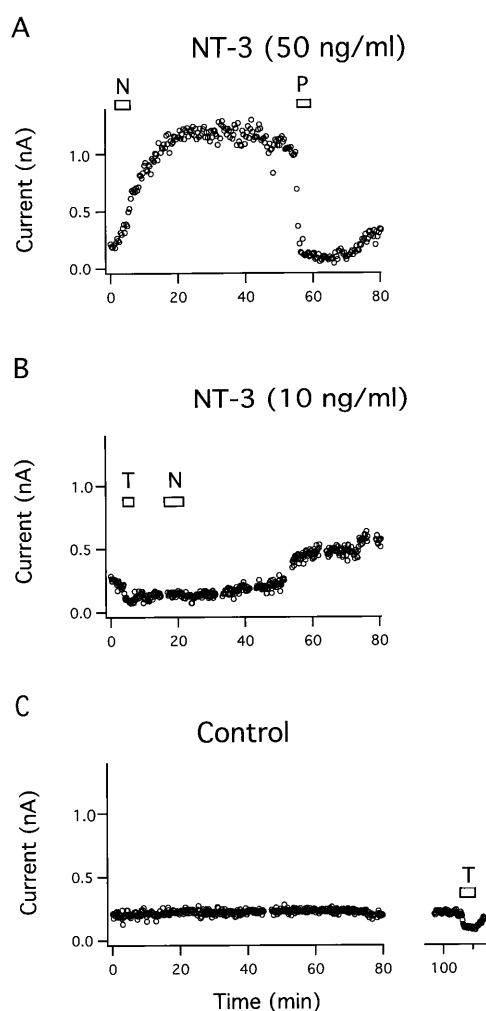 A
NT-3 (50 ng/ml)
N
P
Current (nA)
1.0
0.5
0.0
0 20 40 60 80
B
NT-3 (10 ng/ml)
T
N
Current (nA)
1.0
0.5
0.0
0 20 40 60 80
C
Control
Current (nA)
1.0
0.5
0.0
T
0 20 40 60 80 100
Time (min)